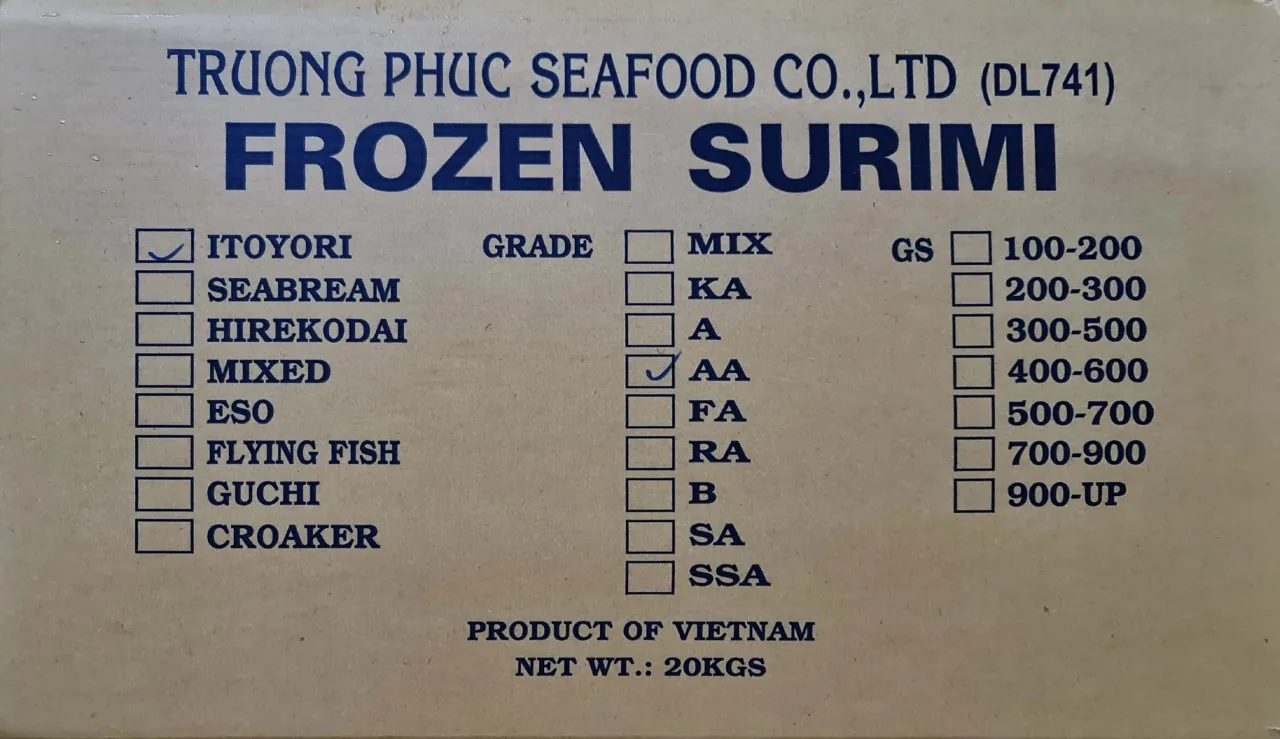 TRUONG PHUC SEAFOOD CO.,LTD (DL741)
FROZEN SURIMI
ITOYORI GRADE MIX GS 100-200
SEABREAM KA 200-300
HIREKODAI A 300-500
MIXED AA 400-600
ESO FA 500-700
FLYING FISH RA 700-900
GUCHI B 900-UP
CROAKER SA
SSA
PRODUCT OF VIETNAM
NET WT.: 20KGS